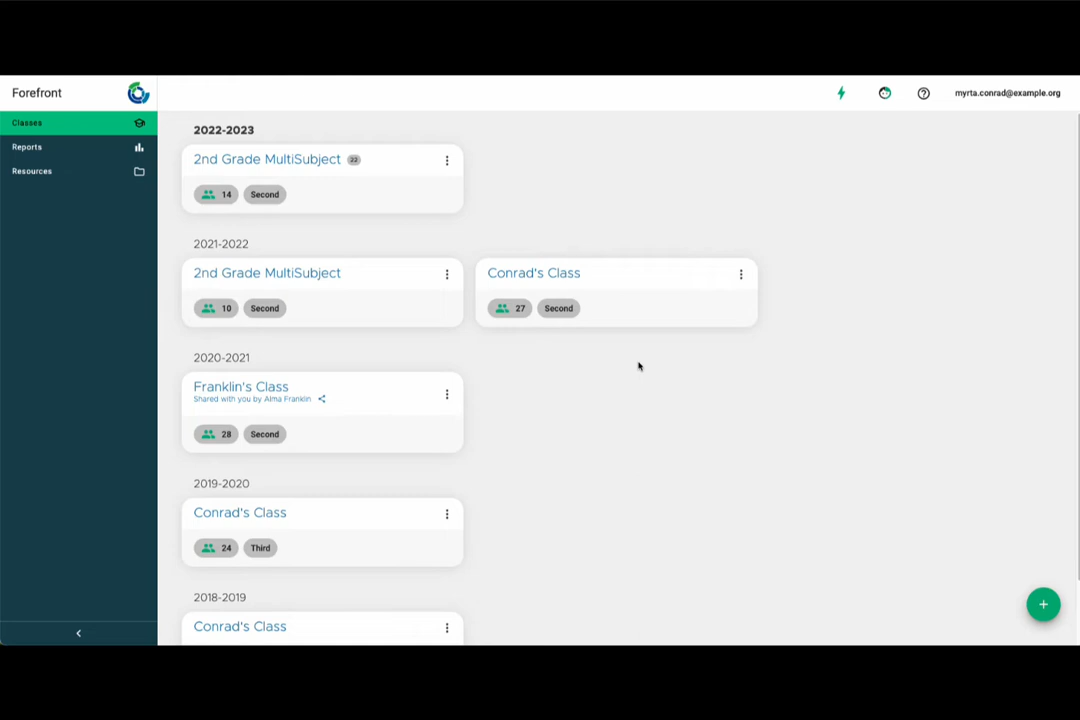 Forefront
myrta.conrad@example.org
Classes
Reports
Resources
2022-2023
2nd Grade MultiSubject 22
14 Second
2021-2022
2nd Grade MultiSubject
10 Second
Conrad's Class
27 Second
2020-2021
Franklin's Class
Shared with you by Alma Franklin
28 Second
2019-2020
Conrad's Class
24 Third
2018-2019
Conrad's Class